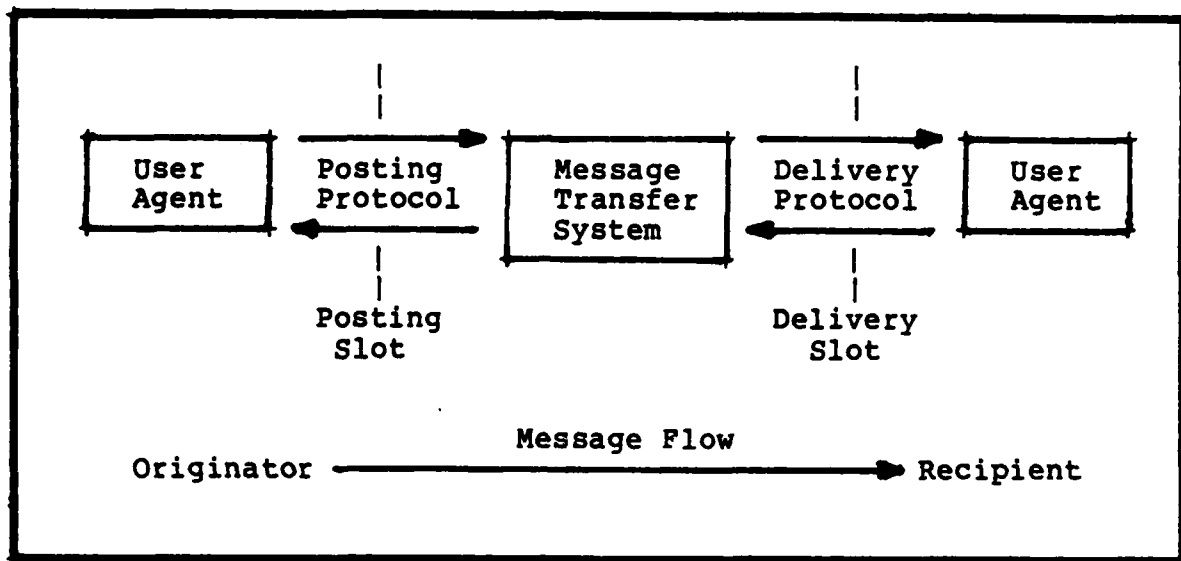 User
Agent
Posting
Protocol
Message
Transfer
System
Delivery
Protocol
User
Agent
Posting
Slot
Delivery
Slot
Message Flow
Originator
Recipient